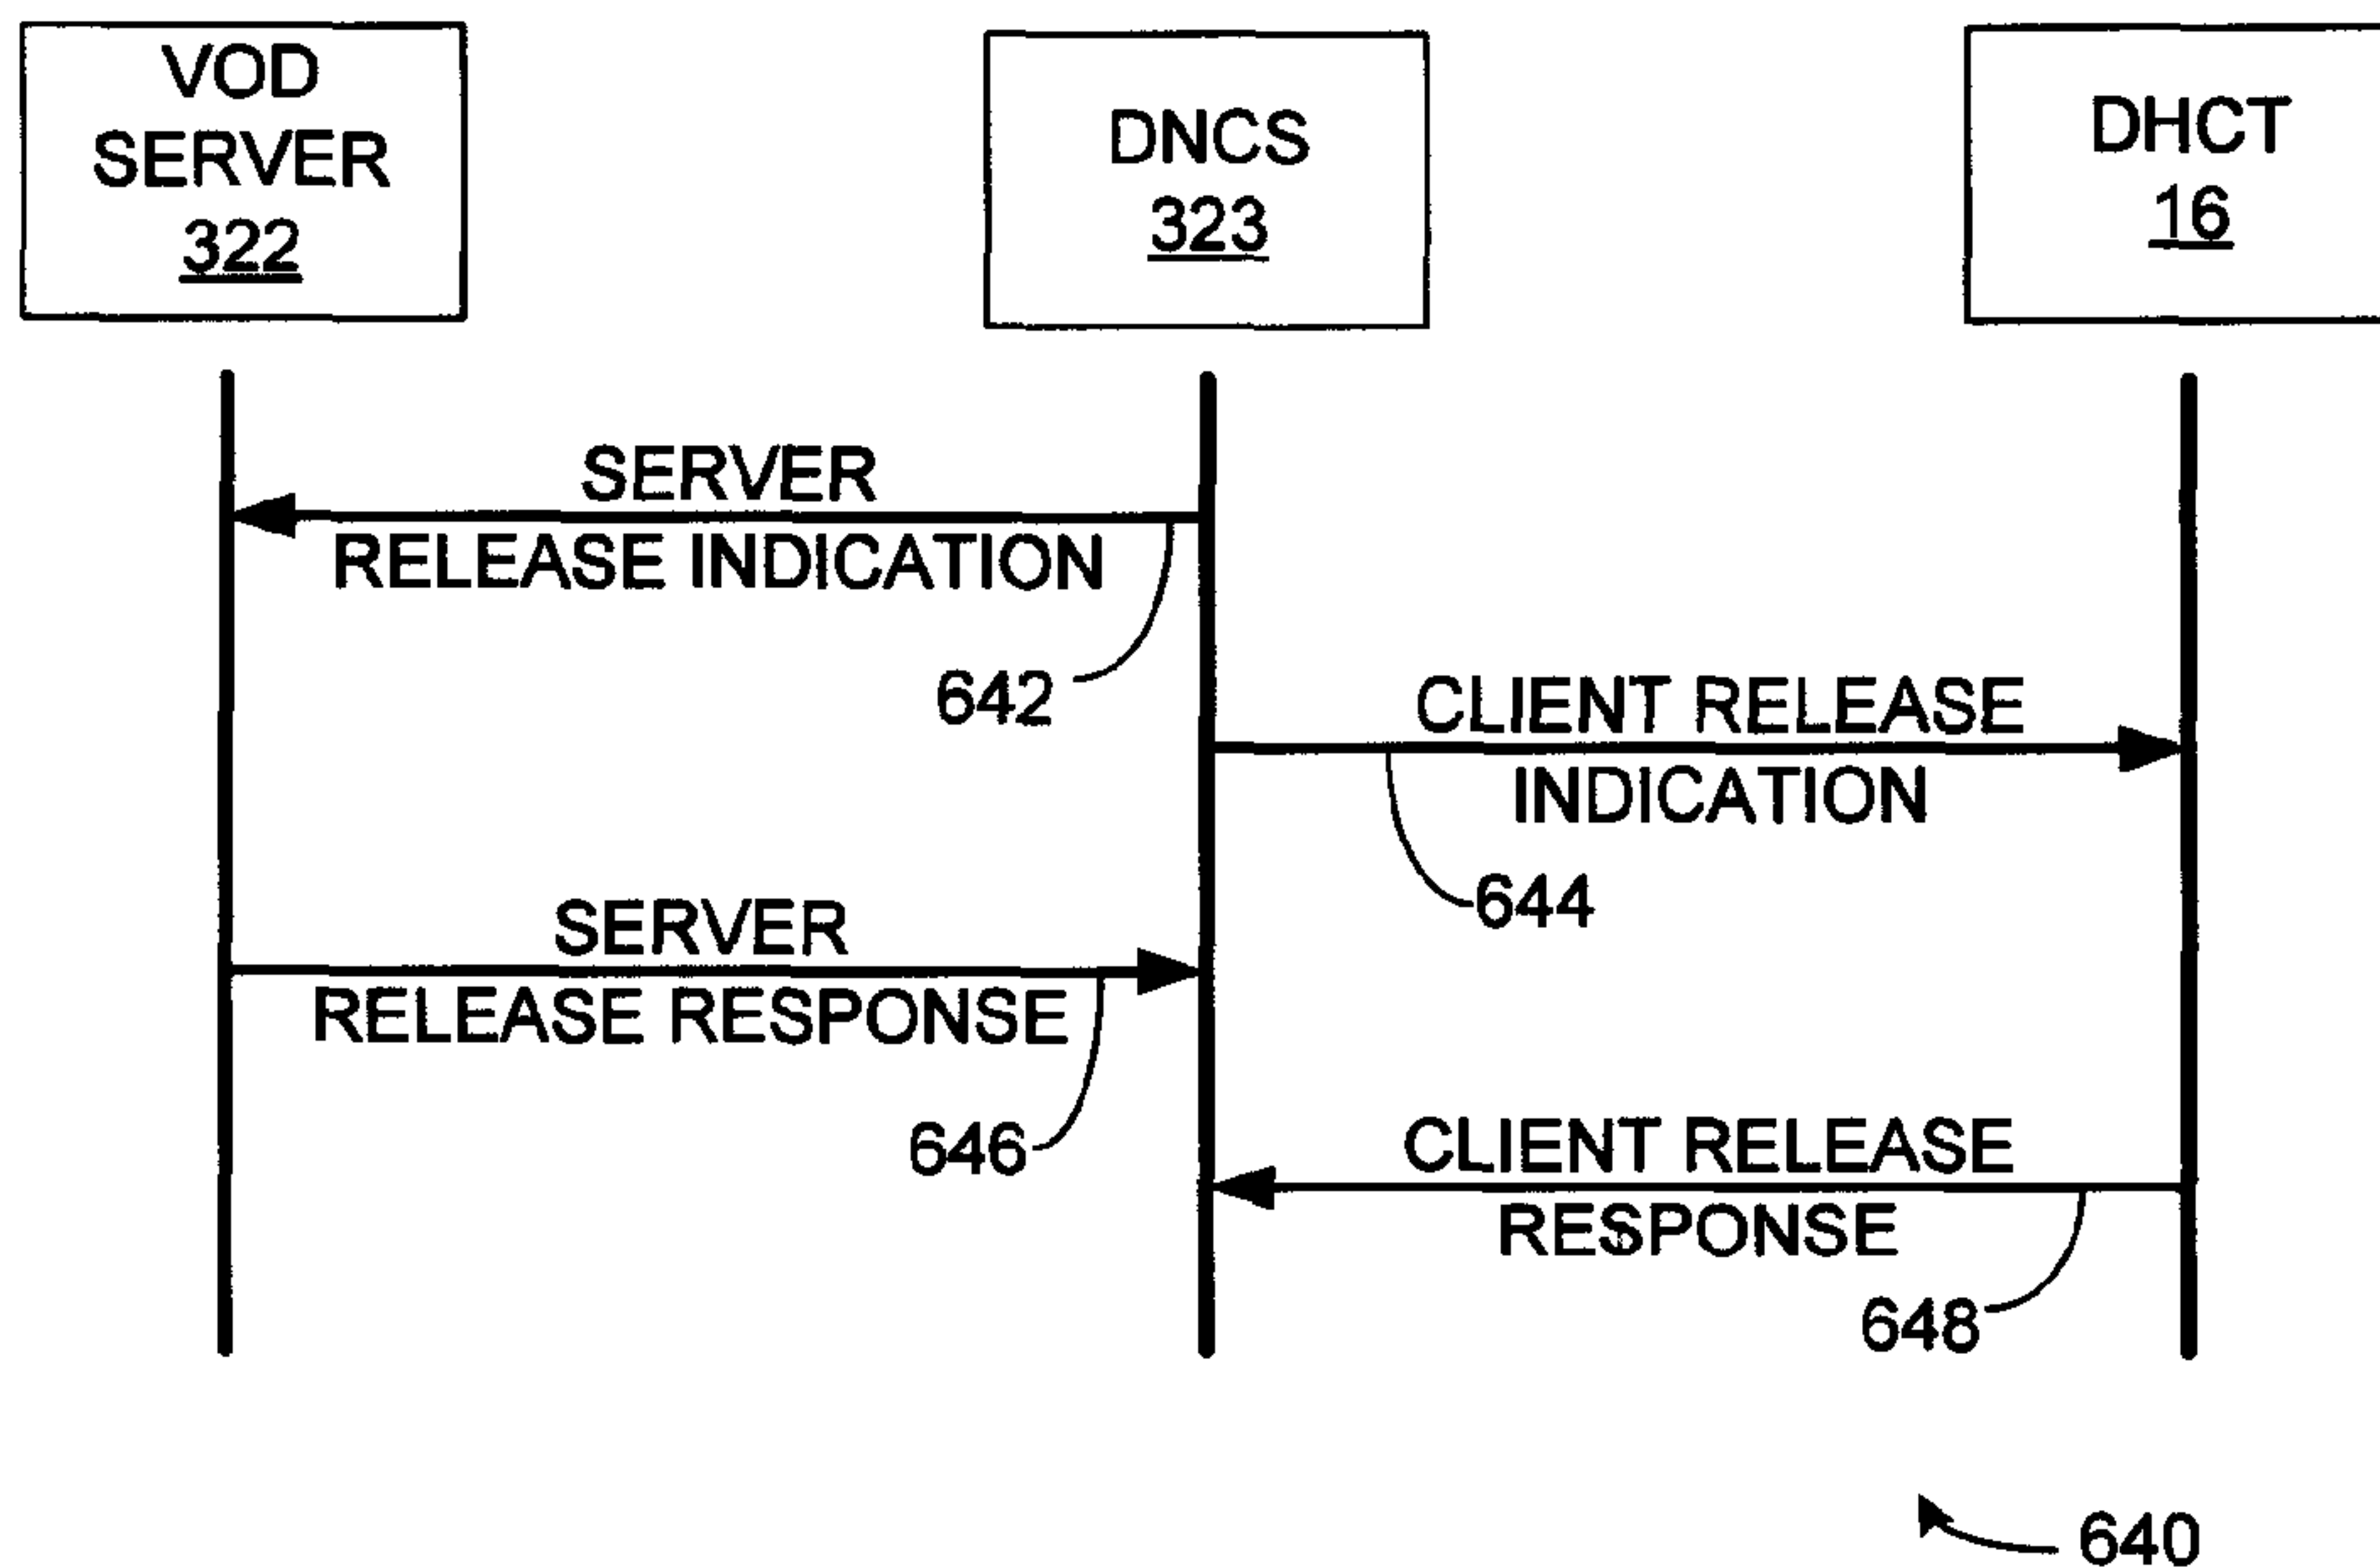 VOD
SERVER
322
DNCS
323
DHCT
16
SERVER
RELEASE INDICATION
642
CLIENT RELEASE
INDICATION
644
SERVER
RELEASE RESPONSE
646
CLIENT RELEASE
RESPONSE
648
640